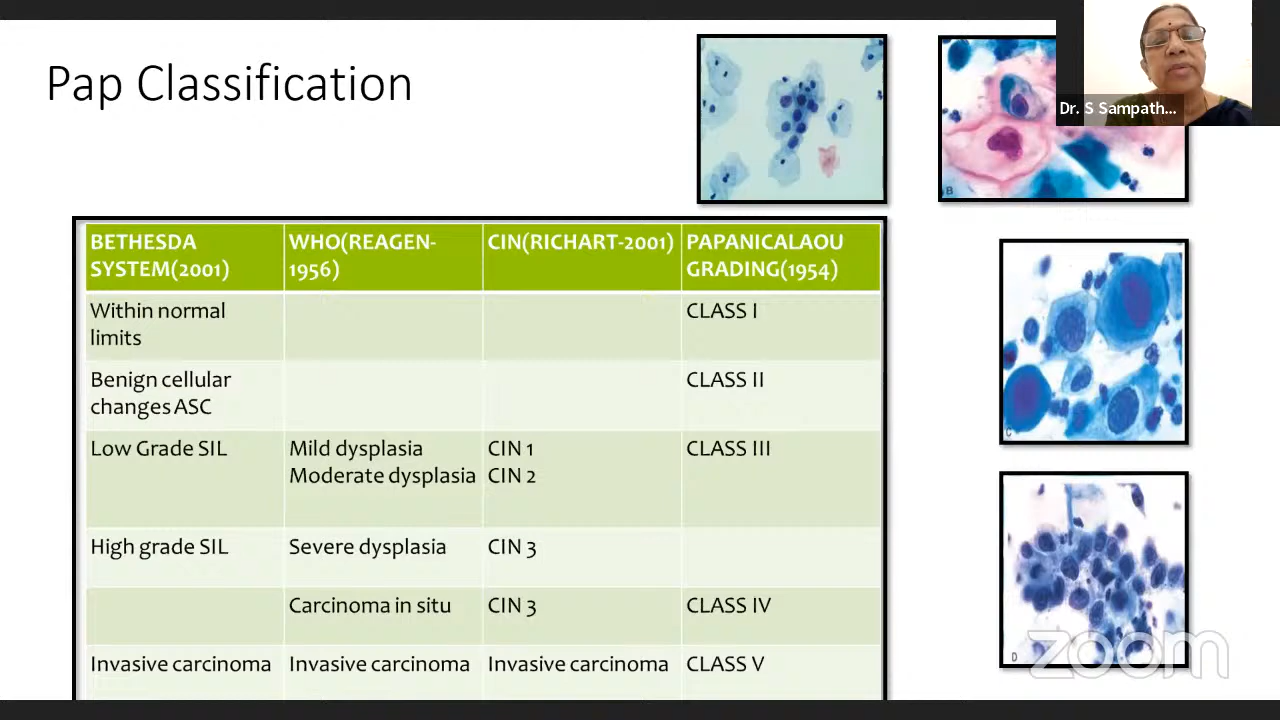 Pap Classification
Dr. S Sampath...
BETHESDA SYSTEM(2001)
WHO(REAGEN-1956)
CIN(RICHART-2001)
PAPANICALAOU GRADING(1954)
Within normal limits
CLASS I
Benign cellular changes ASC
CLASS II
Low Grade SIL
Mild dysplasia
Moderate dysplasia
CIN 1
CIN 2
CLASS III
High grade SIL
Severe dysplasia
CIN 3
Carcinoma in situ
CIN 3
CLASS IV
Invasive carcinoma
Invasive carcinoma
Invasive carcinoma
CLASS V
B
C
D
zoom